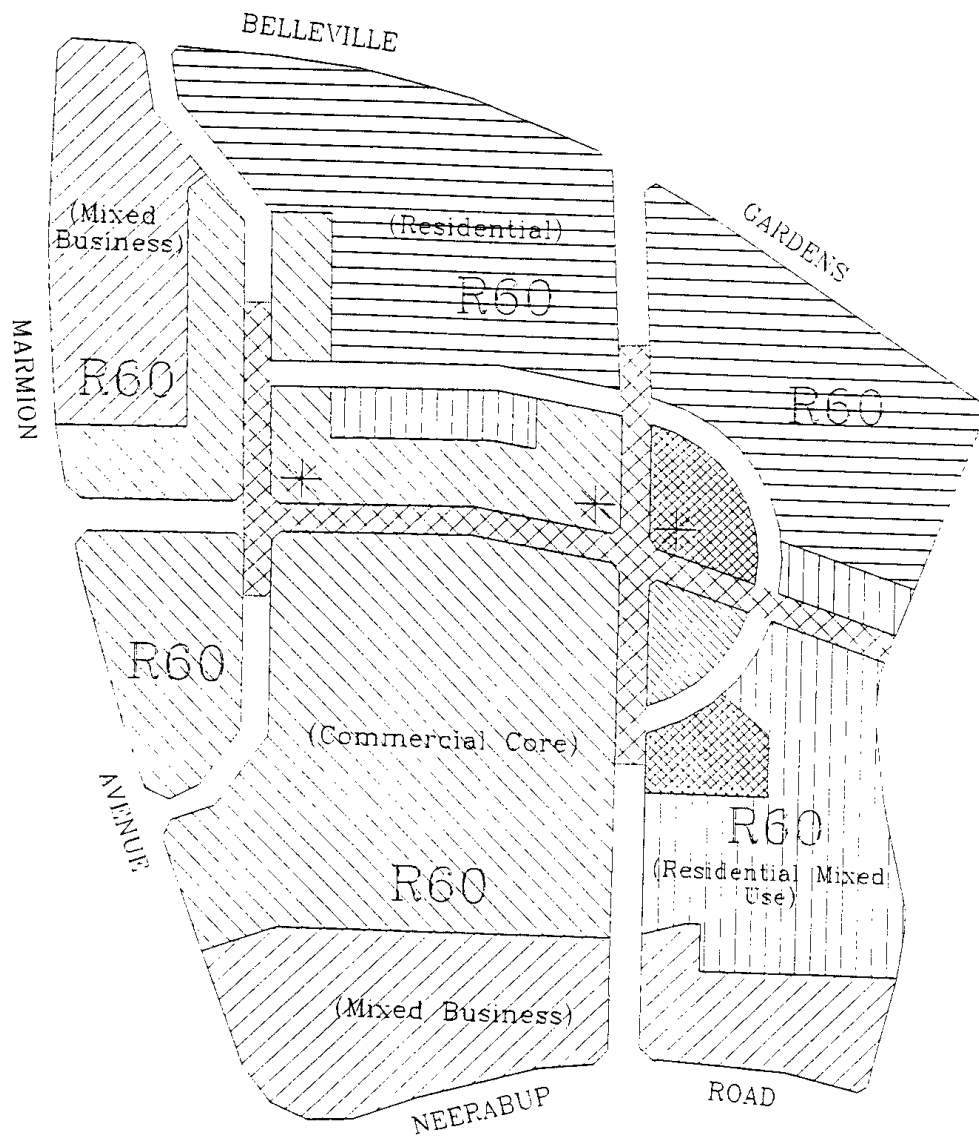 BELLEVILLE
GARDENS
(Mixed
Business)
(Residential)
R60
MARMION
R60
R60
R60
(Commercial Core)
AVENUE
R60
R60
(Residential Mixed
Use)
(Mixed Business)
NEERABUP
ROAD